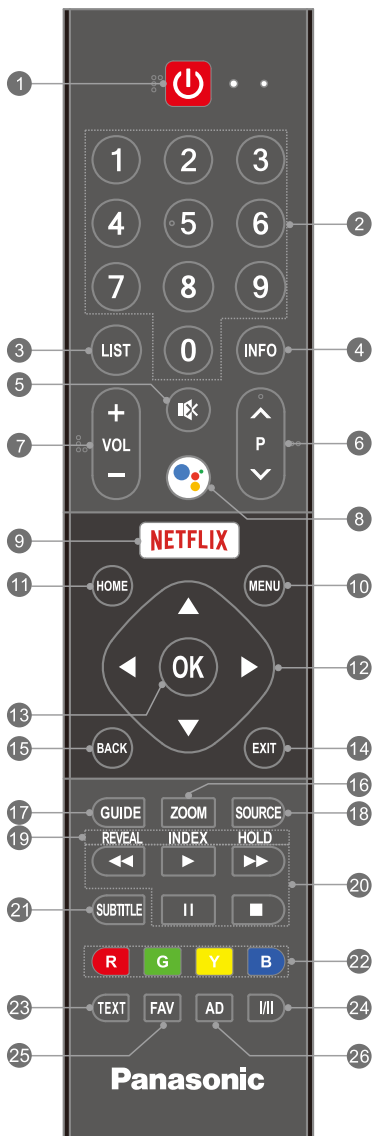 1
1 2 3
4 5 6 2
7 8 9
3 LIST 0 INFO 4
5
+
7 VOL P 6
−
8
9 NETFLIX
11 HOME MENU 10
OK 12
13
15 BACK EXIT 14
16
17 GUIDE ZOOM SOURCE 18
19 REVEAL INDEX HOLD
20
21 SUBTITLE
R G Y B 22
23 TEXT FAV AD I/II 24
25 26
Panasonic